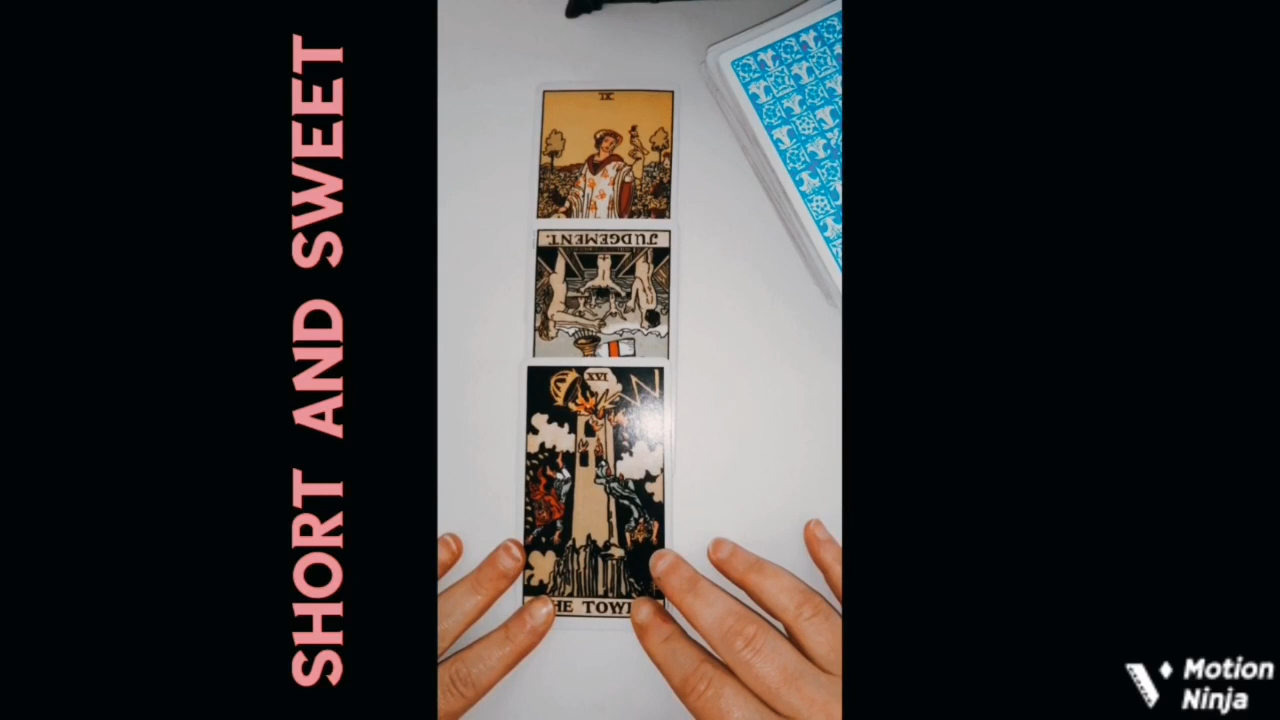 SHORT AND SWEET
IX
JUDGEMENT.
XVI
HE TOW
Motion
Ninja